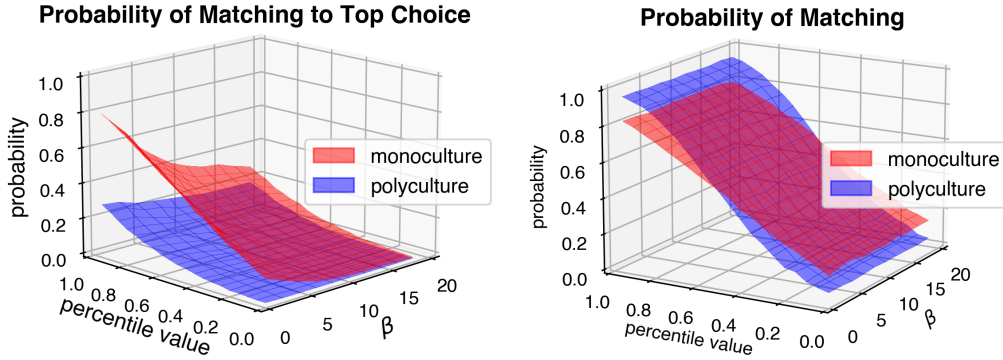 Probability of Matching to Top Choice
1.0
0.8
0.6
0.4
0.2
0.0
probability
monoculture
polyculture
1.0
0.8
0.6
0.4
0.2
0.0
percentile value
0
5
10
15
20
β
Probability of Matching
1.0
0.8
0.6
0.4
0.2
0.0
probability
monoculture
polyculture
1.0
0.8
0.6
0.4
0.2
0.0
percentile value
0
5
10
15
20
β